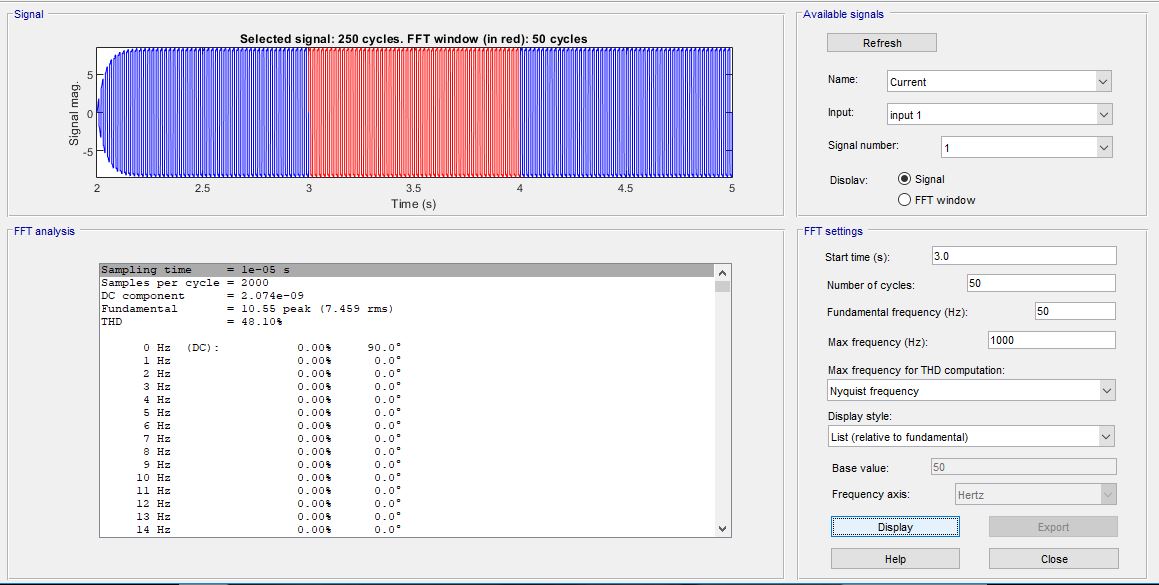 Signal
Selected signal: 250 cycles. FFT window (in red): 50 cycles
Signal mag.
5
0
-5
2 2.5 3 3.5 4 4.5 5
Time (s)
FFT analysis
Sampling time = 1e-05 s
Samples per cycle = 2000
DC component = 2.074e-09
Fundamental = 10.55 peak (7.459 rms)
THD = 48.10%
0 Hz (DC): 0.00% 90.0°
1 Hz 0.00% 0.0°
2 Hz 0.00% 0.0°
3 Hz 0.00% 0.0°
4 Hz 0.00% 0.0°
5 Hz 0.00% 0.0°
6 Hz 0.00% 0.0°
7 Hz 0.00% 0.0°
8 Hz 0.00% 0.0°
9 Hz 0.00% 0.0°
10 Hz 0.00% 0.0°
11 Hz 0.00% 0.0°
12 Hz 0.00% 0.0°
13 Hz 0.00% 0.0°
14 Hz 0.00% 0.0°
Available signals
Refresh
Name: Current
Input: input 1
Signal number: 1
Display: Signal
FFT window
FFT settings
Start time (s): 3.0
Number of cycles: 50
Fundamental frequency (Hz): 50
Max frequency (Hz): 1000
Max frequency for THD computation:
Nyquist frequency
Display style:
List (relative to fundamental)
Base value: 50
Frequency axis: Hertz
Display Export
Help Close